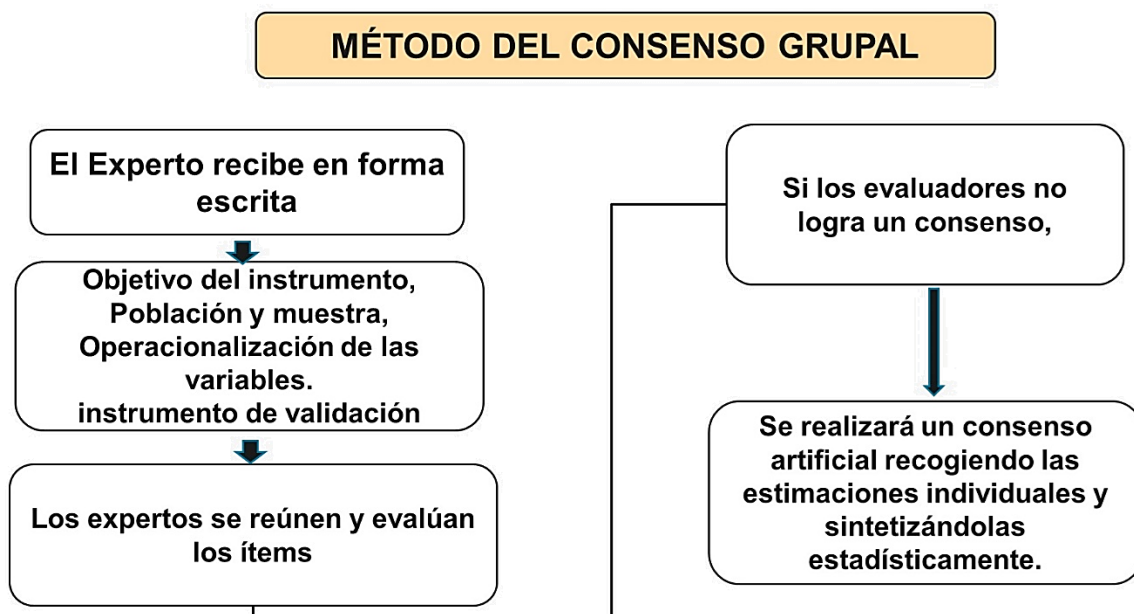 MÉTODO DEL CONSENSO GRUPAL
El Experto recibe en forma
escrita
Objetivo del instrumento,
Población y muestra,
Operacionalización de las
variables.
instrumento de validación
Los expertos se reúnen y evalúan
los ítems
Si los evaluadores no
logra un consenso,
Se realizará un consenso
artificial recogiendo las
estimaciones individuales y
sintetizándolas
estadísticamente.